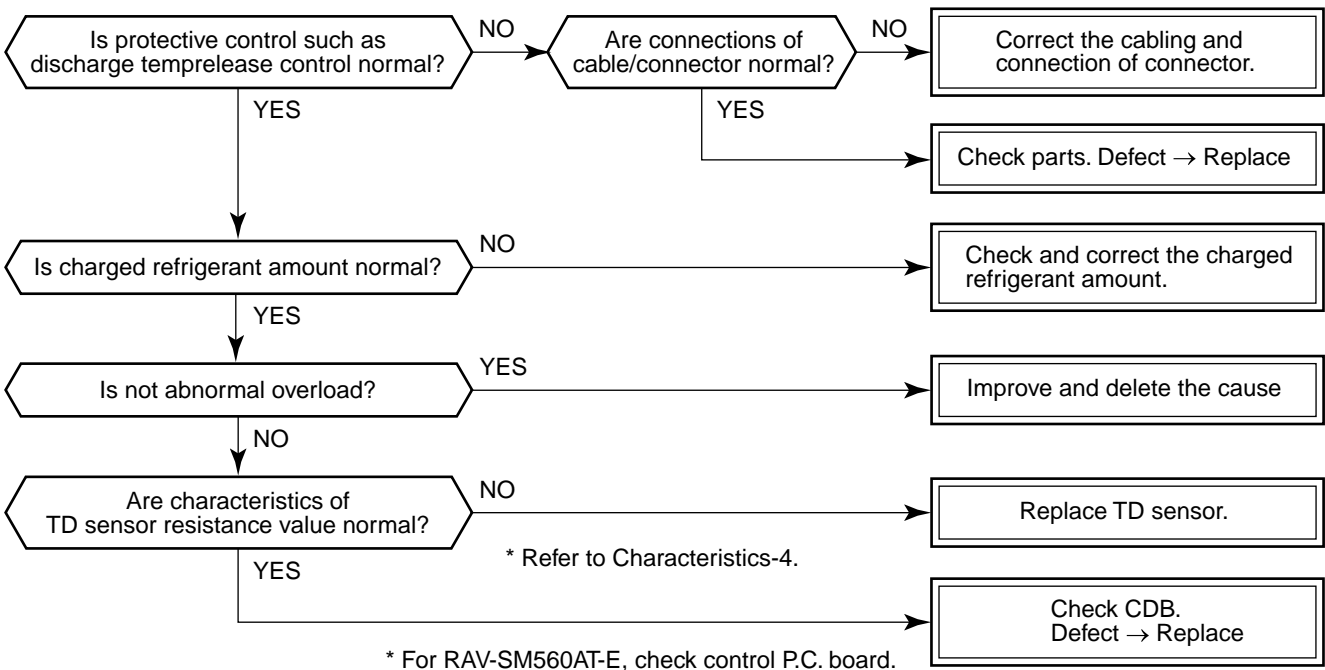 Is protective control such as
discharge temprelease control normal?
NO
Are connections of
cable/connector normal?
NO
Correct the cabling and
connection of connector.
YES
YES
Check parts. Defect → Replace
Is charged refrigerant amount normal?
NO
Check and correct the charged
refrigerant amount.
YES
Is not abnormal overload?
YES
Improve and delete the cause
NO
Are characteristics of
TD sensor resistance value normal?
NO
Replace TD sensor.
* Refer to Characteristics-4.
YES
Check CDB.
Defect → Replace
* For RAV-SM560AT-E, check control P.C. board.